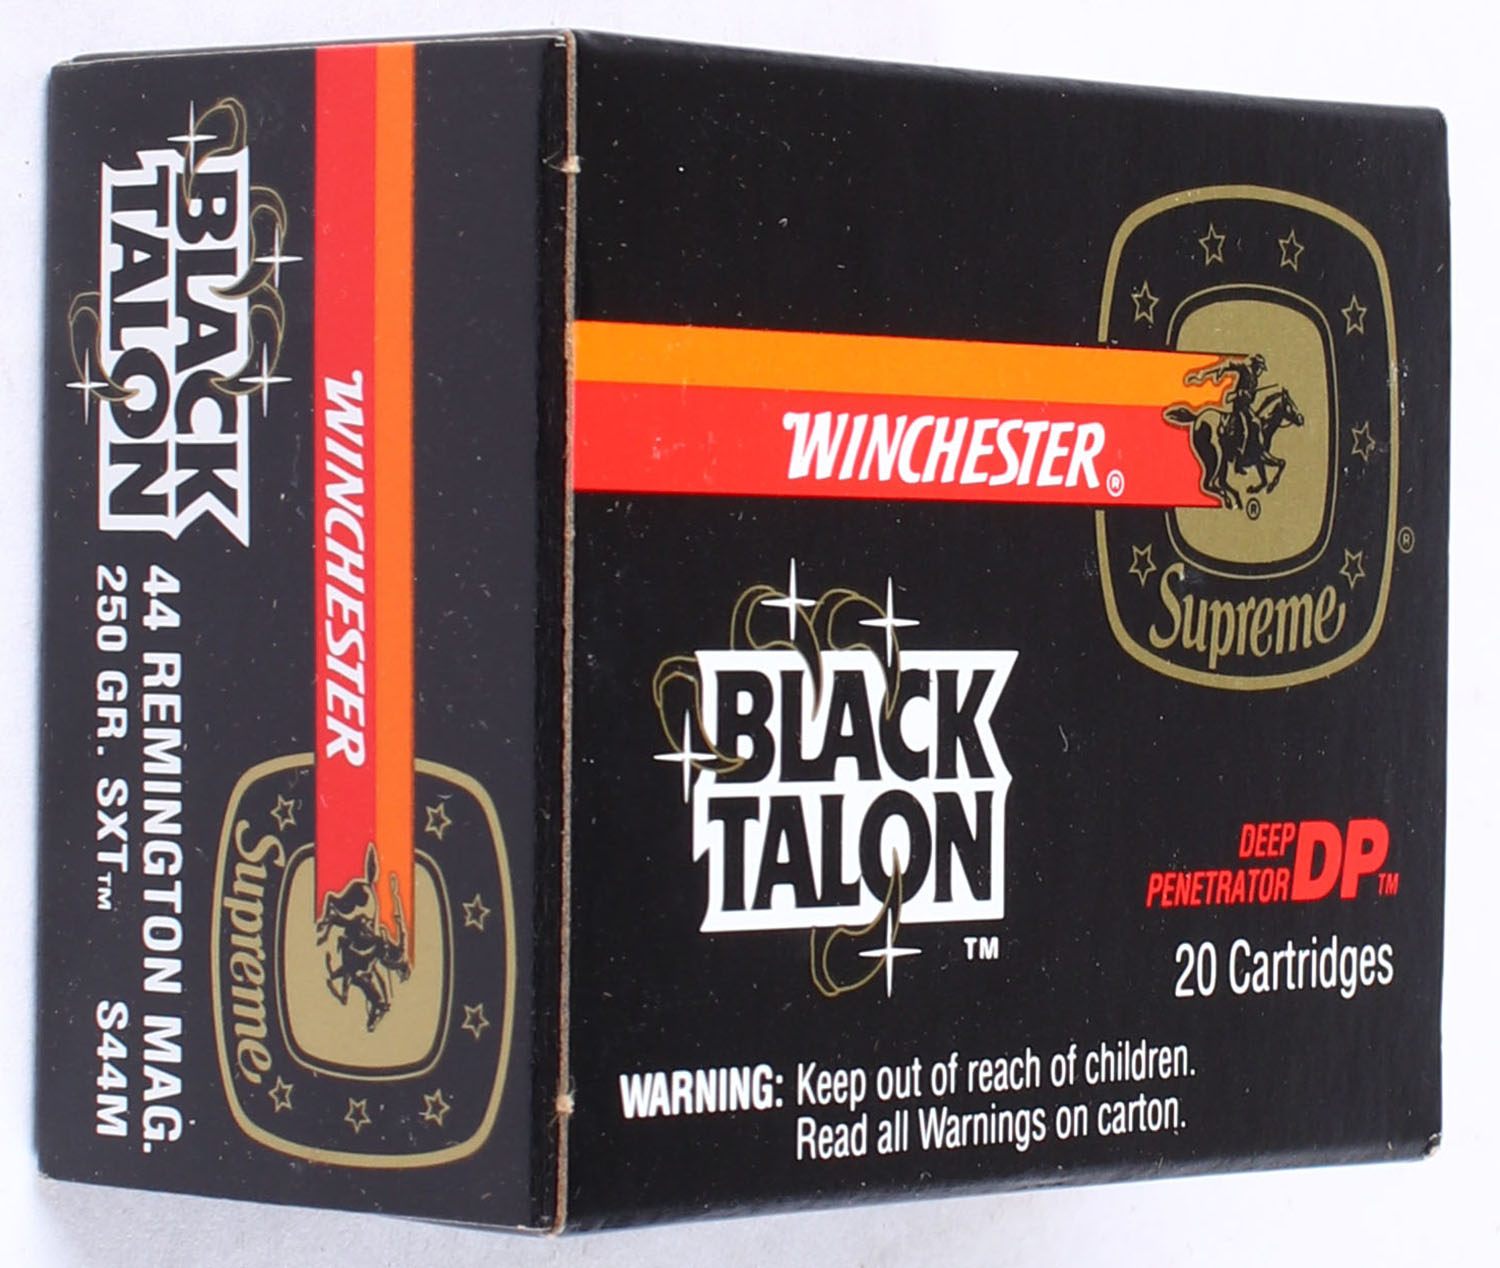 BLACK
TALON
44 REMINGTON MAG.
250 GR. SXT™ S44M
WINCHESTER
Supreme
WINCHESTER®
®
Supreme
®
BLACK
TALON
™
DEEP
PENETRATOR DP™
20 Cartridges
WARNING: Keep out of reach of children.
Read all Warnings on carton.